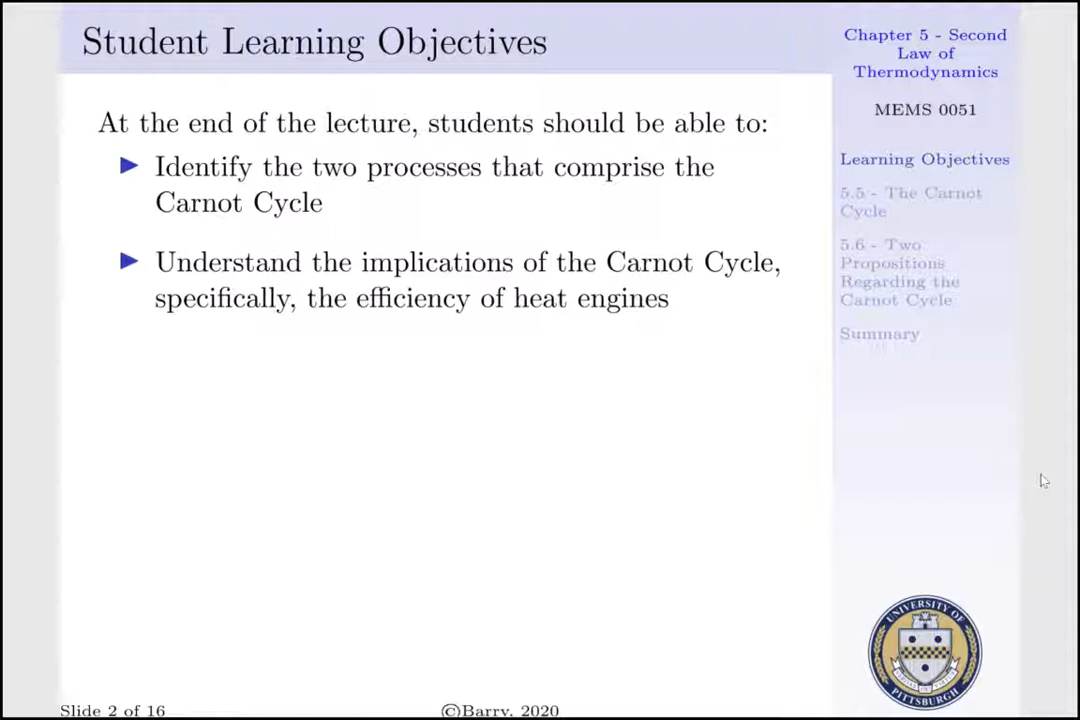 Student Learning Objectives
At the end of the lecture, students should be able to:
Identify the two processes that comprise the
Carnot Cycle
Understand the implications of the Carnot Cycle,
specifically, the efficiency of heat engines
Chapter 5 - Second
Law of
Thermodynamics
MEMS 0051
Learning Objectives
5.5 - The Carnot
Cycle
5.6 - Two
Propositions
Regarding the
Carnot Cycle
Summary
UNIVERSITY OF
PITTSBURGH
Slide 2 of 16
©Barry, 2020